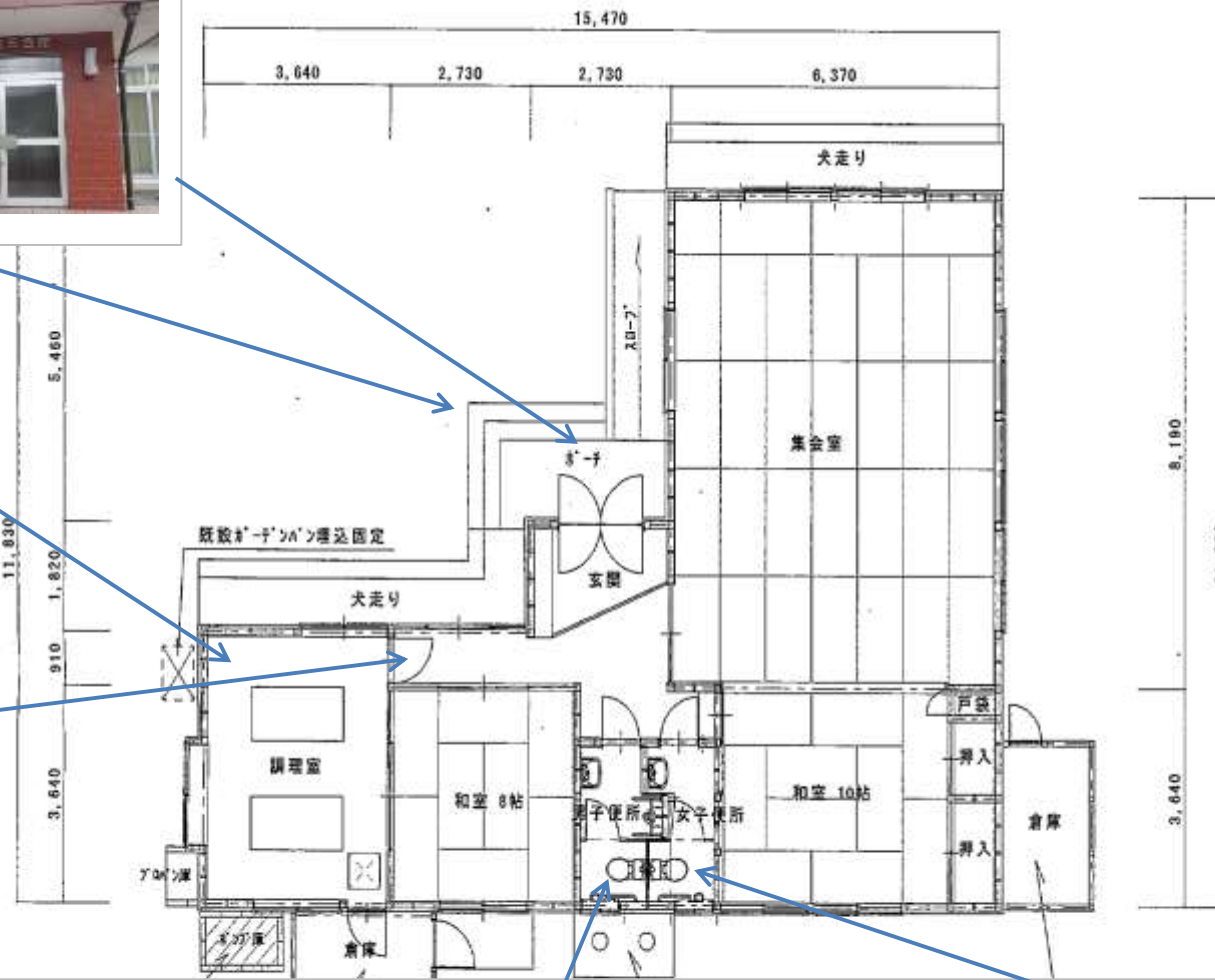 15,470
3,640
2,730
2,730
6,370
犬走り
スロープ
5,460
8,190
集会室
ポーチ
既設ガーデンパン埋込固定
11,830
1,820
玄関
犬走り
910
戸袋
調理室
押入
3,640
和室 8帖
和室 10帖
3,640
男子便所
女子便所
倉庫
押入
プロパン庫
ポンプ庫
倉庫